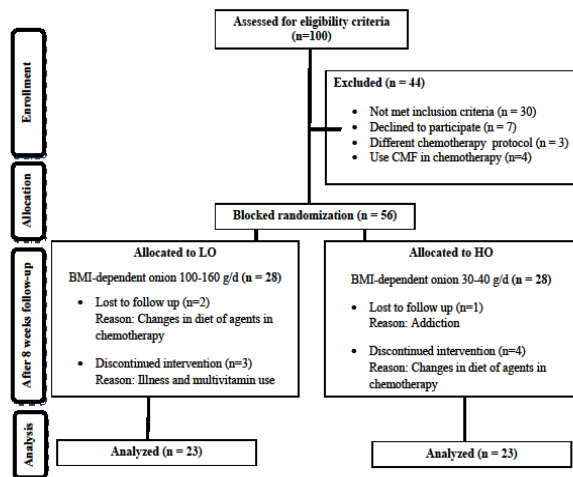 Assessed for eligibility criteria
(n=100)
Enrollment
Excluded (n = 44)
• Not met inclusion criteria (n = 30)
• Declined to participate (n = 7)
• Different chemotherapy protocol (n = 3)
• Use CMF in chemotherapy (n=4)
Allocation
Blocked randomization (n = 56)
After 8 weeks follow-up
Allocated to LO
BMI-dependent onion 100-160 g/d (n = 28)
• Lost to follow up (n=2)
Reason: Changes in diet of agents in
chemotherapy
• Discontinued intervention (n=3)
Reason: Illness and multivitamin use
Allocated to HO
BMI-dependent onion 30-40 g/d (n = 28)
• Lost to follow up (n=1)
Reason: Addiction
• Discontinued intervention (n=4)
Reason: Changes in diet of agents in
chemotherapy
Analysis
Analyzed (n = 23)
Analyzed (n = 23)